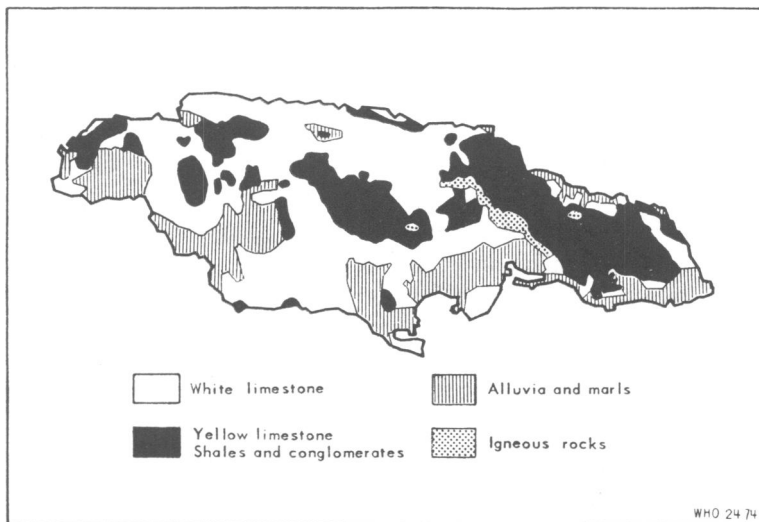 White limestone
Alluvia and marls
Yellow limestone
Shales and conglomerates
Igneous rocks
WHO 24 74